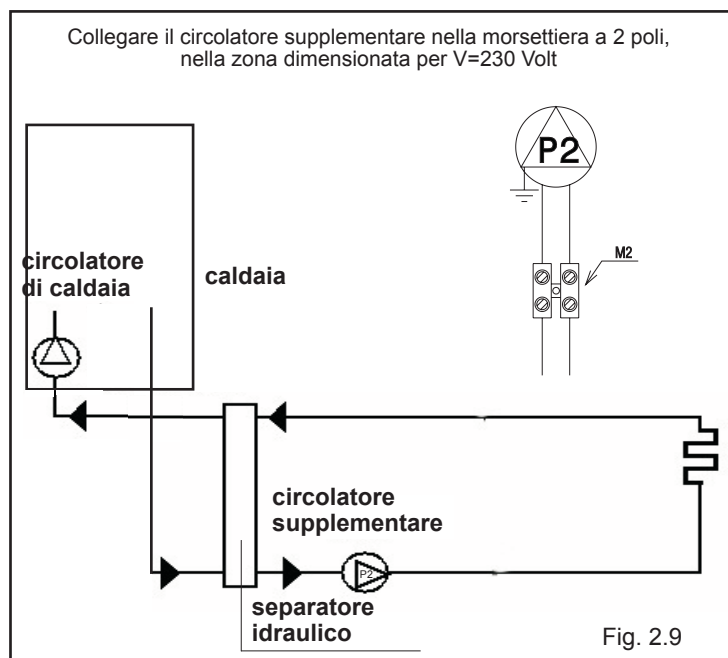 Collegare il circolatore supplementare nella morsettiera a 2 poli,
nella zona dimensionata per V=230 Volt
P2
M2
circolatore
di caldaia
caldaia
circolatore
supplementare
P2
separatore
idraulico
Fig. 2.9